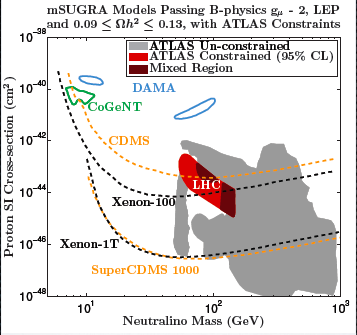 mSUGRA Models Passing B-physics gμ - 2, LEP
and 0.09 ≤ Ωh² ≤ 0.13, with ATLAS Constraints
ATLAS Un-constrained
ATLAS Constrained (95% CL)
Mixed Region
DAMA
CoGeNT
CDMS
LHC
Xenon-100
Xenon-1T
SuperCDMS 1000
Proton SI Cross-section (cm²)
10⁻³⁸
10⁻⁴⁰
10⁻⁴²
10⁻⁴⁴
10⁻⁴⁶
10⁻⁴⁸
10¹
10²
10³
Neutralino Mass (GeV)